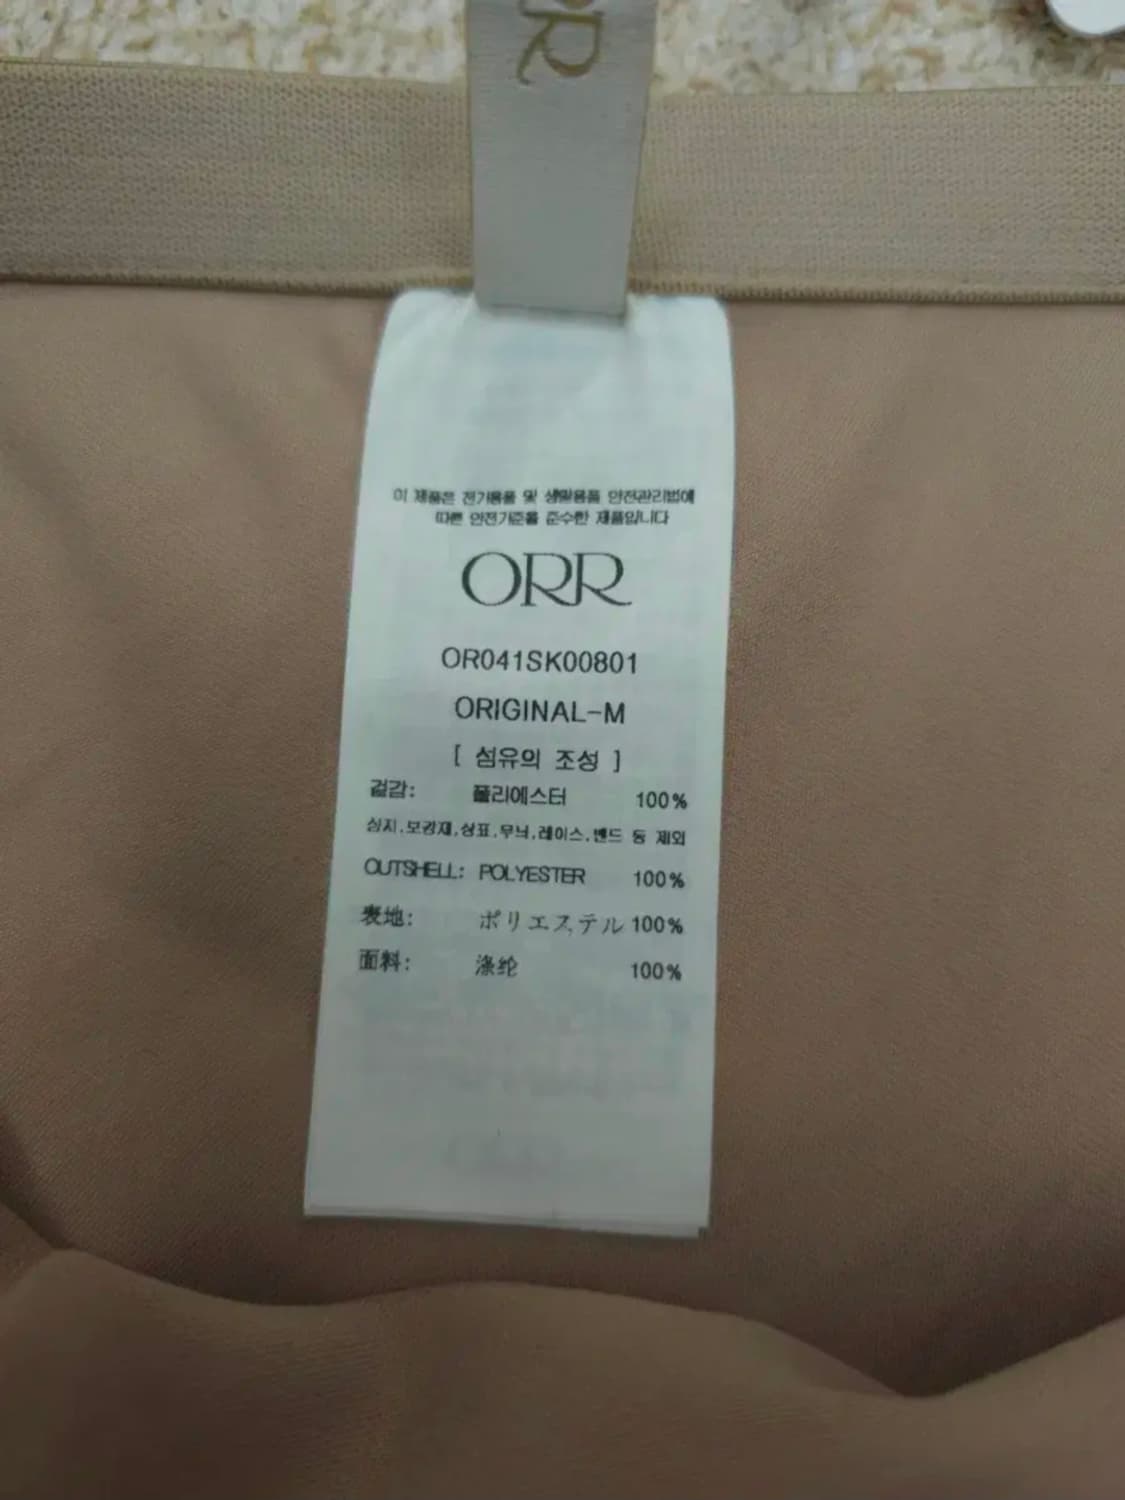 RR
이 제품은 전기용품 및 생활용품 안전관리법에
따른 안전기준을 준수한 제품입니다
ORR
OR041SK00801
ORIGINAL-M
[ 섬유의 조성 ]
겉감: 폴리에스터 100%
심지,보강재,상표,무늬,레이스,밴드 등 제외
OUTSHELL: POLYESTER 100%
表地: ポリエステル 100%
面料: 涤纶 100%